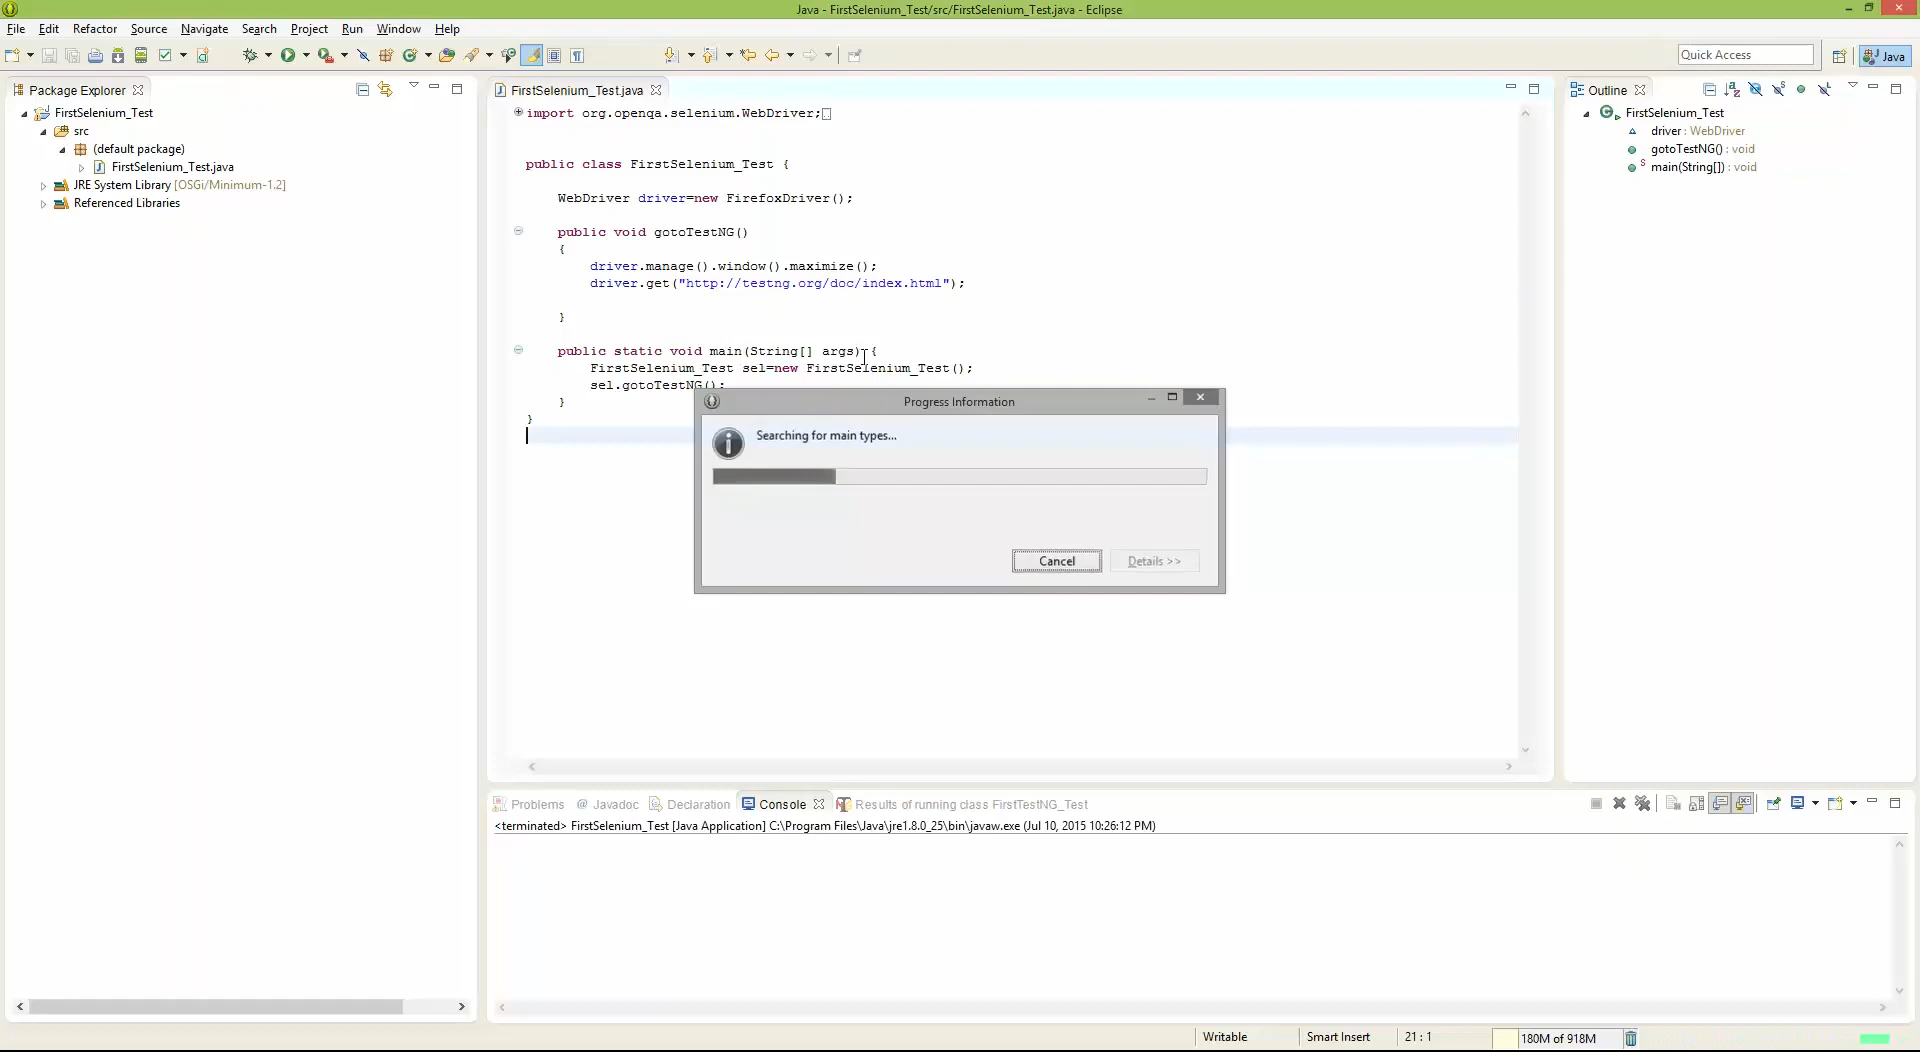 Java - FirstSelenium_Test/src/FirstSelenium_Test.java - Eclipse
File Edit Refactor Source Navigate Search Project Run Window Help
Quick Access
Java
Package Explorer
FirstSelenium_Test
src
(default package)
FirstSelenium_Test.java
JRE System Library [OSGi/Minimum-1.2]
Referenced Libraries
FirstSelenium_Test.java
import org.openqa.selenium.WebDriver;
public class FirstSelenium_Test {
WebDriver driver=new FirefoxDriver();
public void gotoTestNG()
{
driver.manage().window().maximize();
driver.get("http://testng.org/doc/index.html");
}
public static void main(String[] args) {
FirstSelenium_Test sel=new FirstSelenium_Test();
sel.gotoTestNG();
}
}
Progress Information
Searching for main types...
Cancel
Details >>
Outline
FirstSelenium_Test
driver : WebDriver
gotoTestNG() : void
main(String[]) : void
Problems @ Javadoc Declaration Console Results of running class FirstTestNG_Test
<terminated> FirstSelenium_Test [Java Application] C:\Program Files\Java\jre1.8.0_25\bin\javaw.exe (Jul 10, 2015 10:26:12 PM)
Writable Smart Insert 21 : 1 180M of 918M